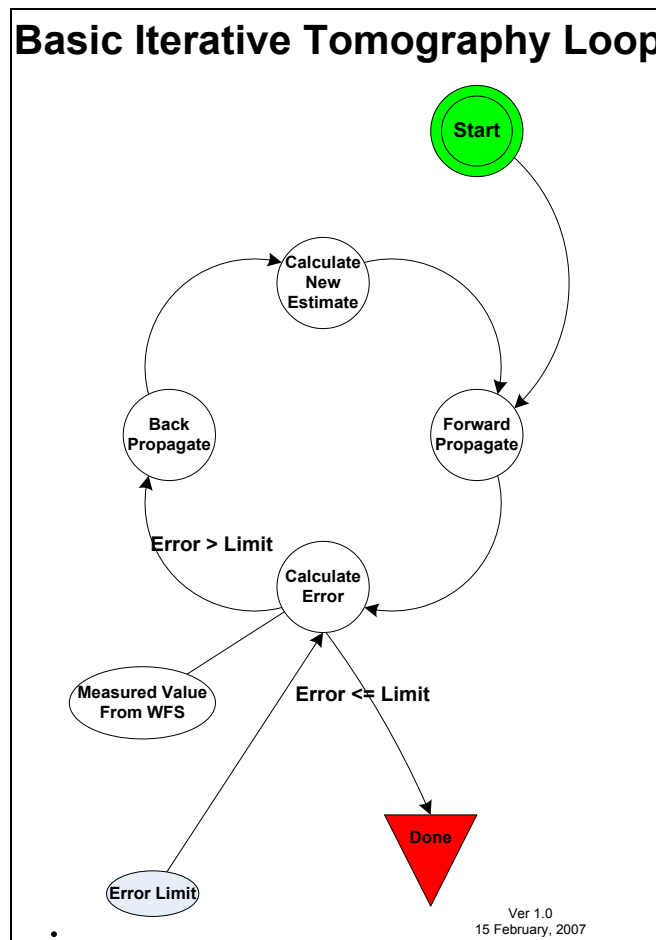 Basic Iterative Tomography Loop
Start
Calculate
New
Estimate
Back
Propagate
Forward
Propagate
Error > Limit
Calculate
Error
Measured Value
From WFS
Error <= Limit
Done
Error Limit
Ver 1.0
15 February, 2007